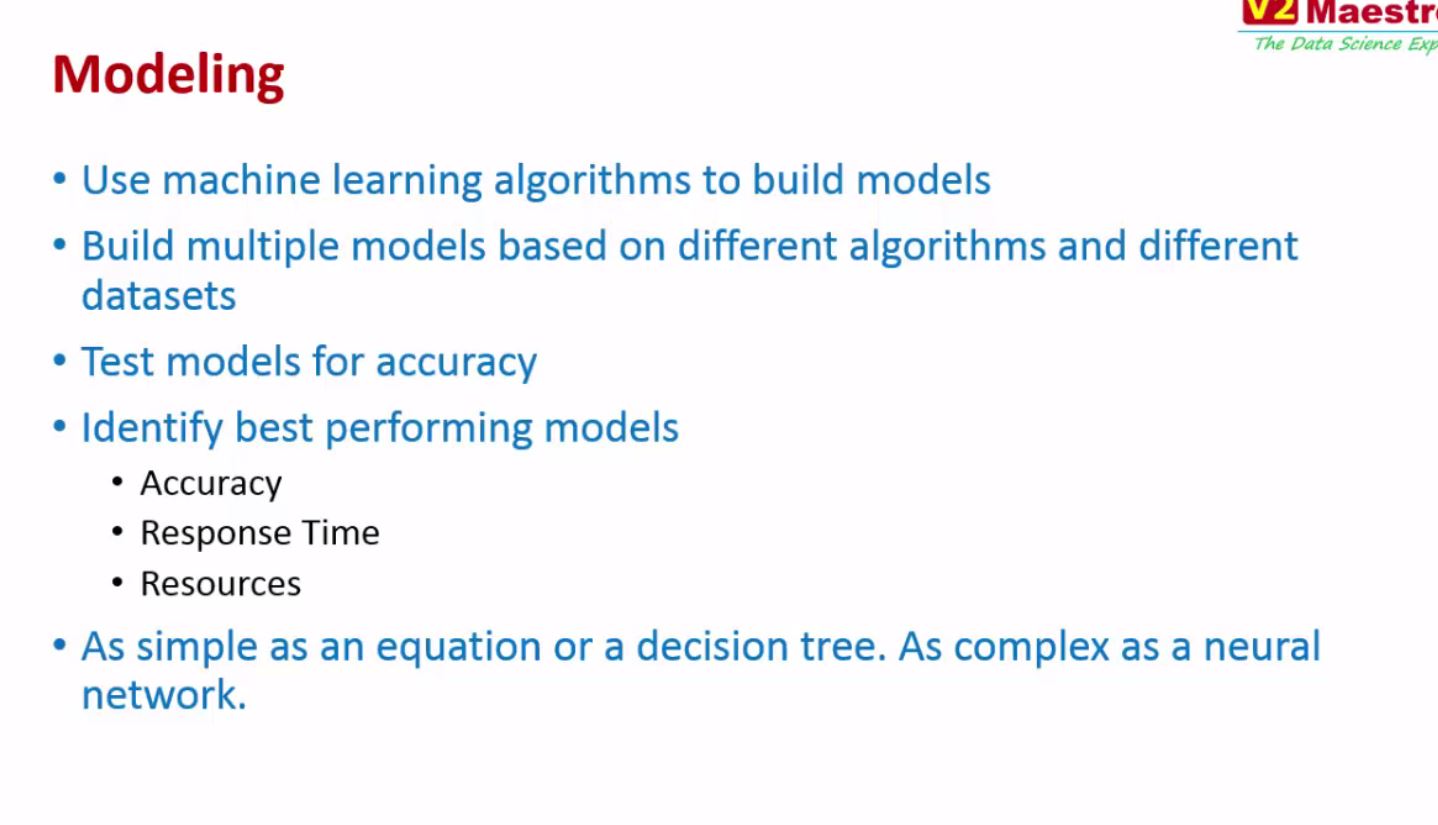 V2 Maestr
The Data Science Exp
Modeling
• Use machine learning algorithms to build models
• Build multiple models based on different algorithms and different
datasets
• Test models for accuracy
• Identify best performing models
• Accuracy
• Response Time
• Resources
• As simple as an equation or a decision tree. As complex as a neural
network.